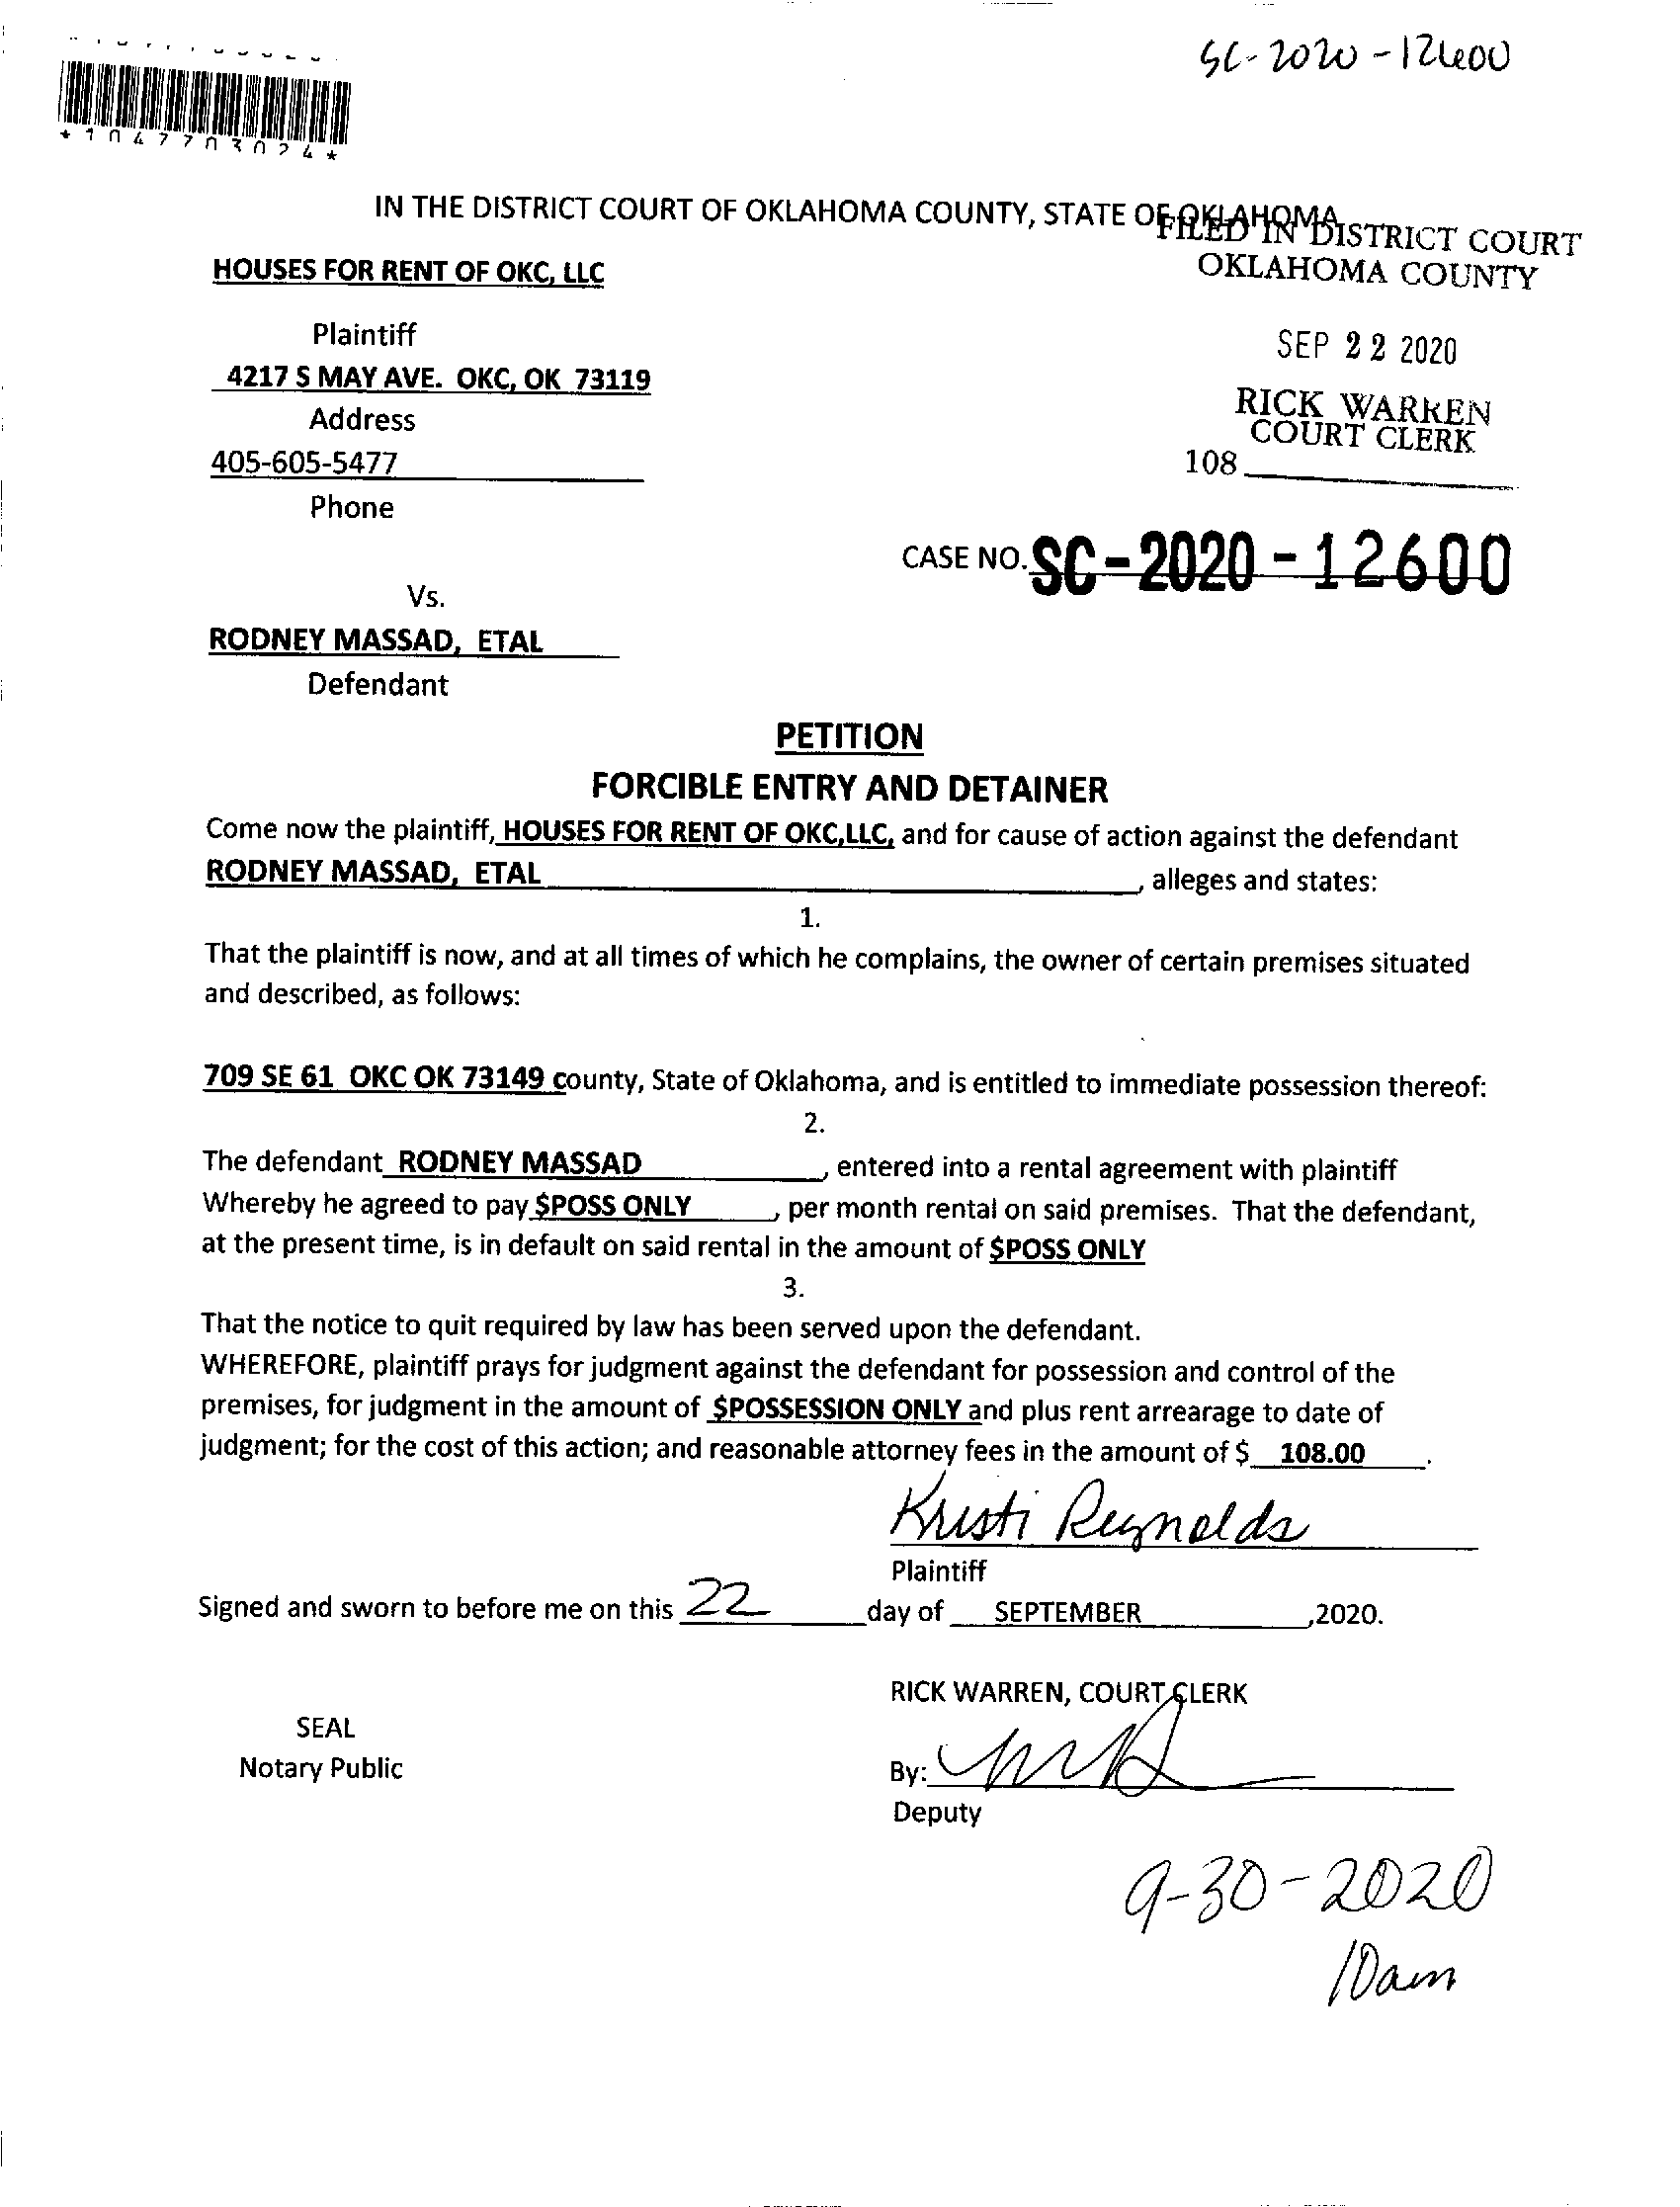 SC-2020-12600
*1047703024*
IN THE DISTRICT COURT OF OKLAHOMA COUNTY, STATE OF OKLAHOMA
FILED IN DISTRICT COURT
OKLAHOMA COUNTY
HOUSES FOR RENT OF OKC, LLC
Plaintiff
SEP 22 2020
4217 S MAY AVE. OKC, OK 73119
RICK WARREN
COURT CLERK
Address
405-605-5477
108
Phone
CASE NO. SC-2020-12600
Vs.
RODNEY MASSAD, ETAL
Defendant
PETITION
FORCIBLE ENTRY AND DETAINER
Come now the plaintiff, HOUSES FOR RENT OF OKC,LLC, and for cause of action against the defendant
RODNEY MASSAD, ETAL, alleges and states:
1.
That the plaintiff is now, and at all times of which he complains, the owner of certain premises situated
and described, as follows:
709 SE 61 OKC OK 73149 county, State of Oklahoma, and is entitled to immediate possession thereof:
2.
The defendant RODNEY MASSAD, entered into a rental agreement with plaintiff
Whereby he agreed to pay $POSS ONLY, per month rental on said premises. That the defendant,
at the present time, is in default on said rental in the amount of $POSS ONLY
3.
That the notice to quit required by law has been served upon the defendant.
WHEREFORE, plaintiff prays for judgment against the defendant for possession and control of the
premises, for judgment in the amount of $POSSESSION ONLY and plus rent arrearage to date of
judgment; for the cost of this action; and reasonable attorney fees in the amount of $ 108.00.
Kristi Reynolds
Plaintiff
Signed and sworn to before me on this 22 day of SEPTEMBER,2020.
RICK WARREN, COURT CLERK
SEAL
Notary Public
By:
Deputy
9-30-2020
10am